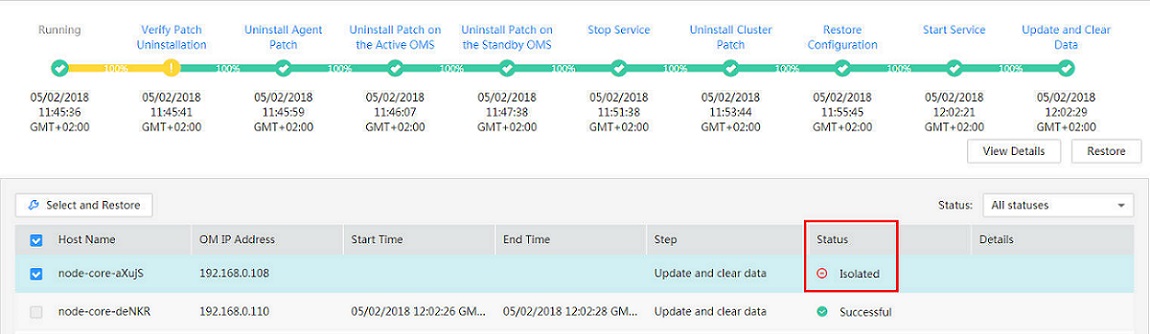 Running
Verify Patch
Uninstallation
Uninstall Agent
Patch
Uninstall Patch on
the Active OMS
Uninstall Patch on
the Standby OMS
Stop Service
Uninstall Cluster
Patch
Restore
Configuration
Start Service
Update and Clear
Data
100% 100% 100% 100% 100% 100% 100% 100% 100%
05/02/2018
11:45:36
GMT+02:00
05/02/2018
11:45:41
GMT+02:00
05/02/2018
11:45:59
GMT+02:00
05/02/2018
11:46:07
GMT+02:00
05/02/2018
11:47:38
GMT+02:00
05/02/2018
11:51:38
GMT+02:00
05/02/2018
11:53:44
GMT+02:00
05/02/2018
11:55:45
GMT+02:00
05/02/2018
12:02:21
GMT+02:00
05/02/2018
12:02:29
GMT+02:00
View Details Restore
Select and Restore Status: All statuses
Host Name OM IP Address Start Time End Time Step Status Details
node-core-aXujS 192.168.0.108 Update and clear data Isolated
node-core-deNKR 192.168.0.110 05/02/2018 12:02:26 GM... 05/02/2018 12:02:28 GM... Update and clear data Successful